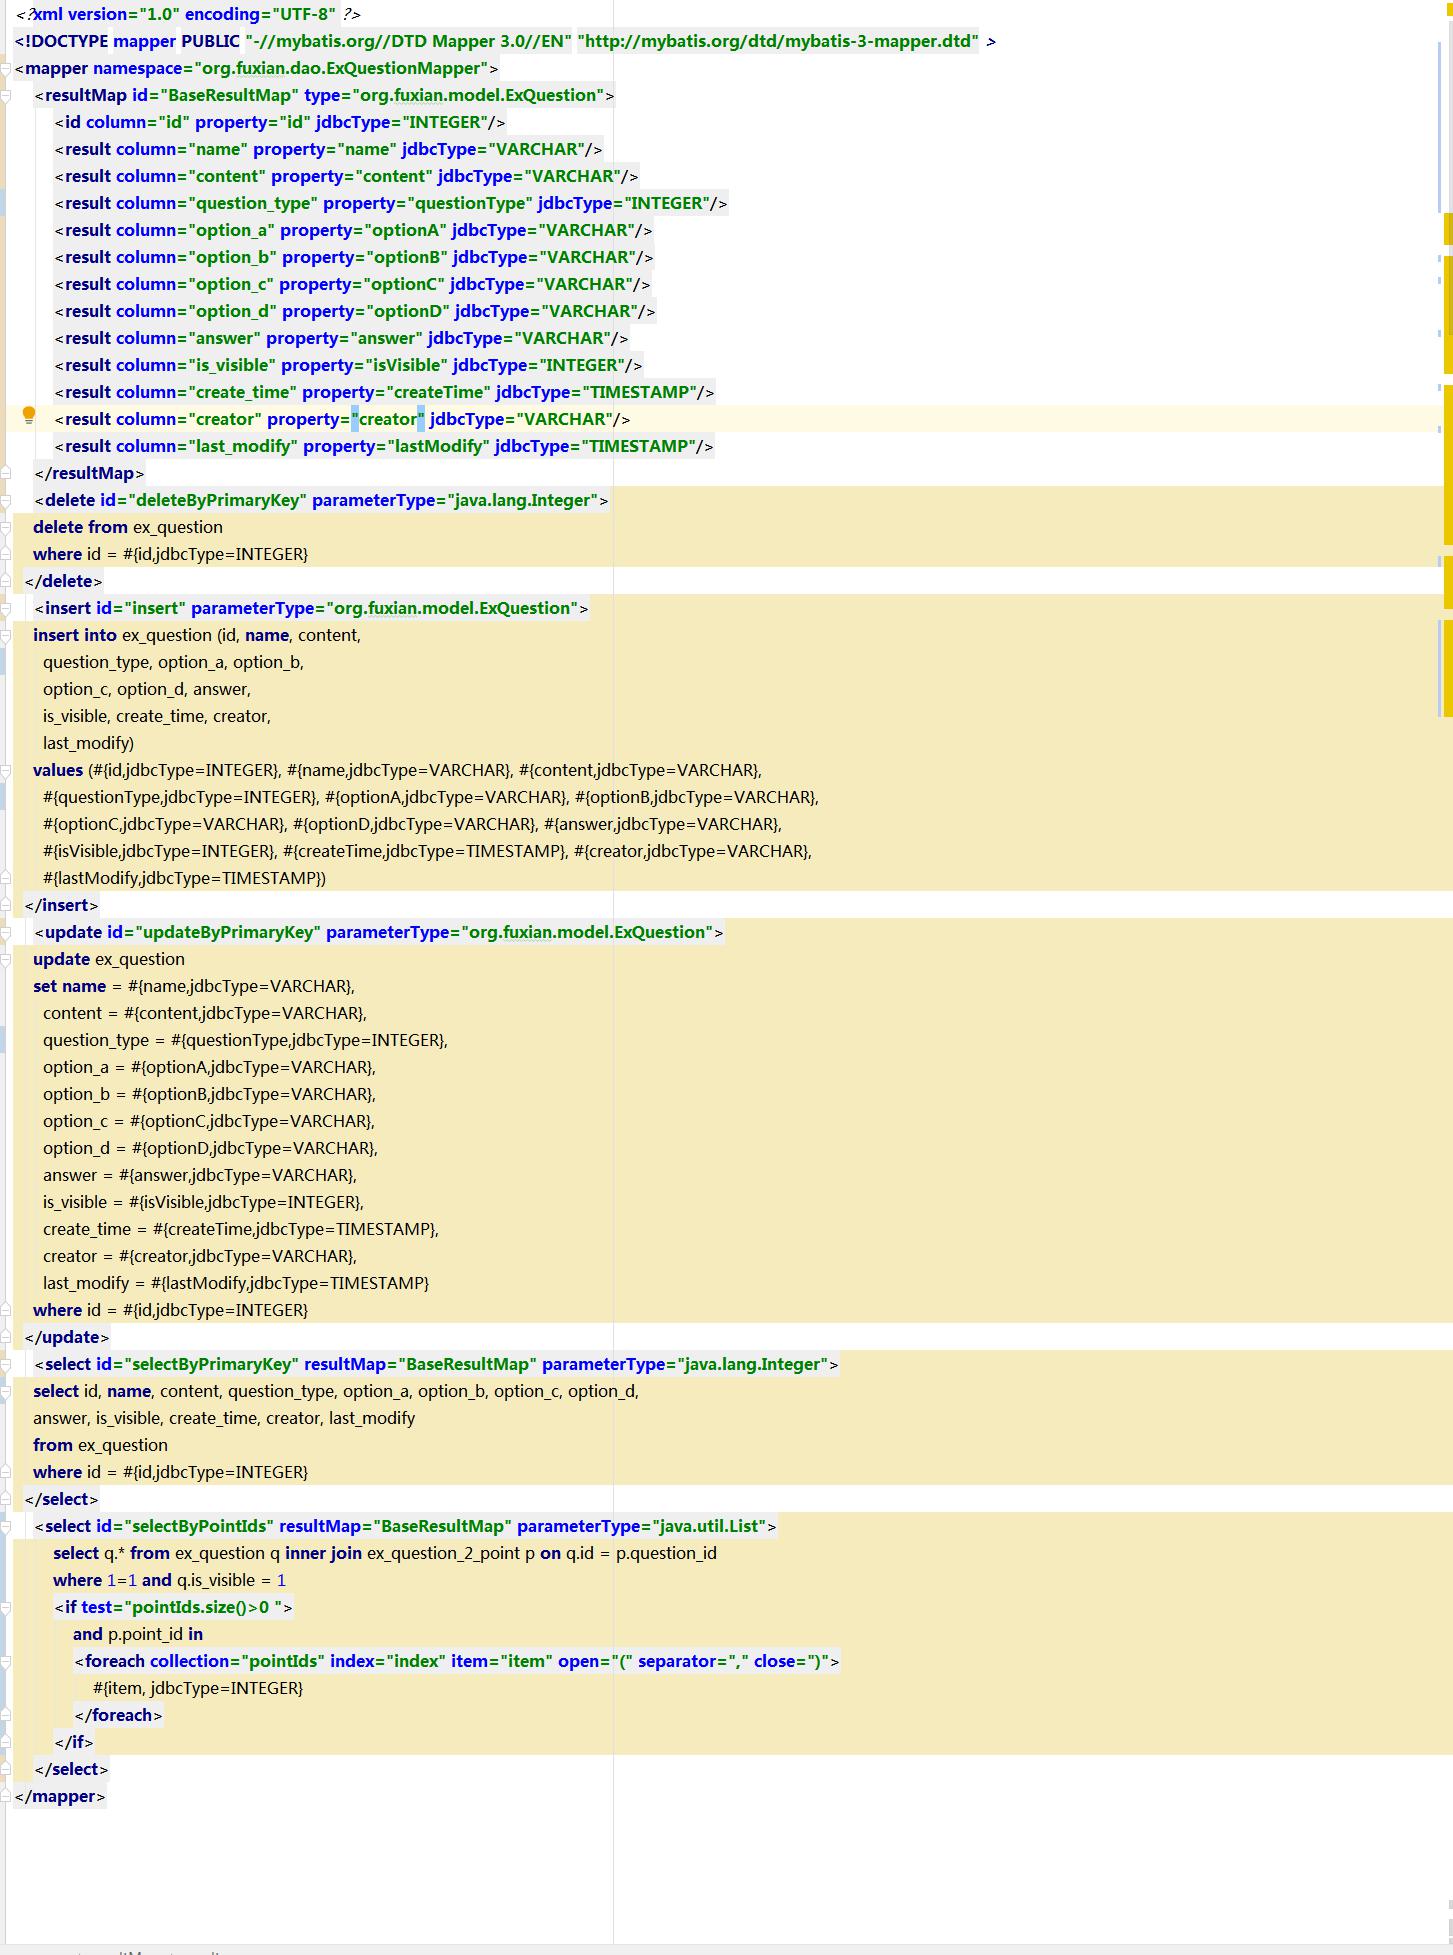 <?xml version="1.0" encoding="UTF-8" ?>
<!DOCTYPE mapper PUBLIC "-//mybatis.org//DTD Mapper 3.0//EN" "http://mybatis.org/dtd/mybatis-3-mapper.dtd" >
<mapper namespace="org.fuxian.dao.ExQuestionMapper">
<resultMap id="BaseResultMap" type="org.fuxian.model.ExQuestion">
<id column="id" property="id" jdbcType="INTEGER"/>
<result column="name" property="name" jdbcType="VARCHAR"/>
<result column="content" property="content" jdbcType="VARCHAR"/>
<result column="question_type" property="questionType" jdbcType="INTEGER"/>
<result column="option_a" property="optionA" jdbcType="VARCHAR"/>
<result column="option_b" property="optionB" jdbcType="VARCHAR"/>
<result column="option_c" property="optionC" jdbcType="VARCHAR"/>
<result column="option_d" property="optionD" jdbcType="VARCHAR"/>
<result column="answer" property="answer" jdbcType="VARCHAR"/>
<result column="is_visible" property="isVisible" jdbcType="INTEGER"/>
<result column="create_time" property="createTime" jdbcType="TIMESTAMP"/>
<result column="creator" property="creator" jdbcType="VARCHAR"/>
<result column="last_modify" property="lastModify" jdbcType="TIMESTAMP"/>
</resultMap>
<delete id="deleteByPrimaryKey" parameterType="java.lang.Integer">
delete from ex_question
where id = #{id,jdbcType=INTEGER}
</delete>
<insert id="insert" parameterType="org.fuxian.model.ExQuestion">
insert into ex_question (id, name, content,
question_type, option_a, option_b,
option_c, option_d, answer,
is_visible, create_time, creator,
last_modify)
values (#{id,jdbcType=INTEGER}, #{name,jdbcType=VARCHAR}, #{content,jdbcType=VARCHAR},
#{questionType,jdbcType=INTEGER}, #{optionA,jdbcType=VARCHAR}, #{optionB,jdbcType=VARCHAR},
#{optionC,jdbcType=VARCHAR}, #{optionD,jdbcType=VARCHAR}, #{answer,jdbcType=VARCHAR},
#{isVisible,jdbcType=INTEGER}, #{createTime,jdbcType=TIMESTAMP}, #{creator,jdbcType=VARCHAR},
#{lastModify,jdbcType=TIMESTAMP})
</insert>
<update id="updateByPrimaryKey" parameterType="org.fuxian.model.ExQuestion">
update ex_question
set name = #{name,jdbcType=VARCHAR},
content = #{content,jdbcType=VARCHAR},
question_type = #{questionType,jdbcType=INTEGER},
option_a = #{optionA,jdbcType=VARCHAR},
option_b = #{optionB,jdbcType=VARCHAR},
option_c = #{optionC,jdbcType=VARCHAR},
option_d = #{optionD,jdbcType=VARCHAR},
answer = #{answer,jdbcType=VARCHAR},
is_visible = #{isVisible,jdbcType=INTEGER},
create_time = #{createTime,jdbcType=TIMESTAMP},
creator = #{creator,jdbcType=VARCHAR},
last_modify = #{lastModify,jdbcType=TIMESTAMP}
where id = #{id,jdbcType=INTEGER}
</update>
<select id="selectByPrimaryKey" resultMap="BaseResultMap" parameterType="java.lang.Integer">
select id, name, content, question_type, option_a, option_b, option_c, option_d,
answer, is_visible, create_time, creator, last_modify
from ex_question
where id = #{id,jdbcType=INTEGER}
</select>
<select id="selectByPointIds" resultMap="BaseResultMap" parameterType="java.util.List">
select q.* from ex_question q inner join ex_question_2_point p on q.id = p.question_id
where 1=1 and q.is_visible = 1
<if test="pointIds.size()>0 ">
and p.point_id in
<foreach collection="pointIds" index="index" item="item" open="(" separator="," close=")">
#{item, jdbcType=INTEGER}
</foreach>
</if>
</select>
</mapper>